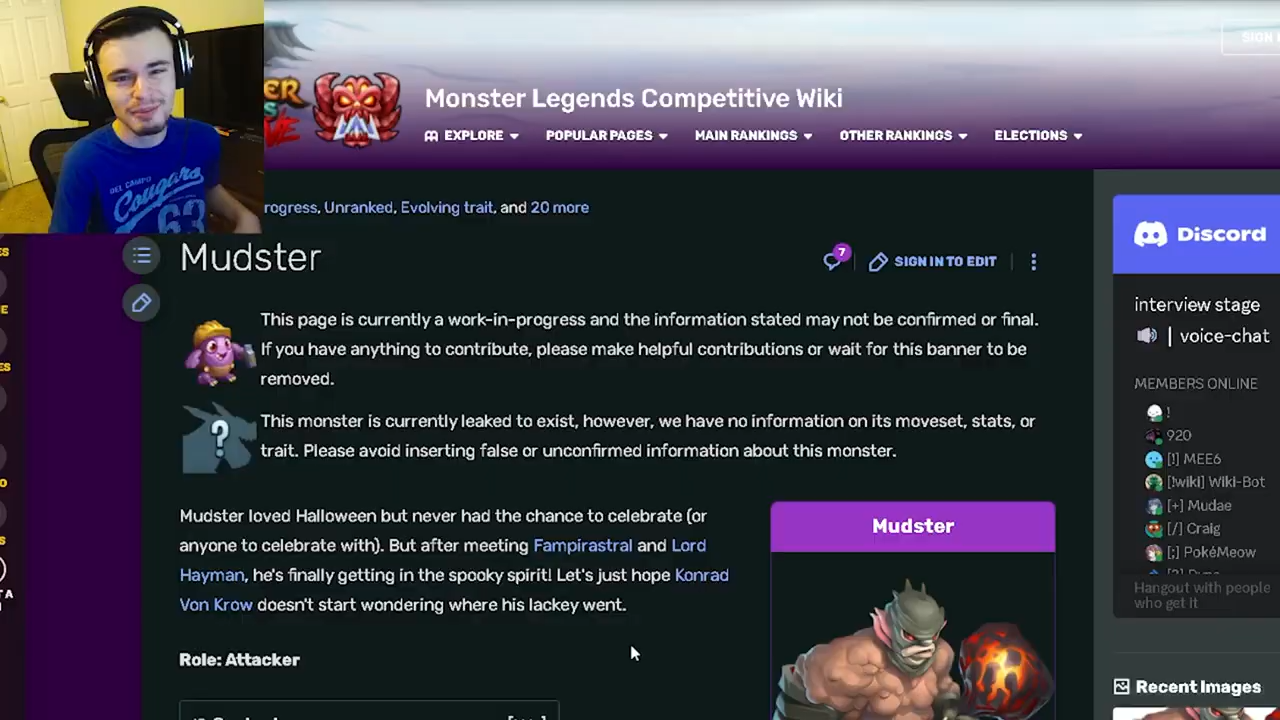 Monster Legends Competitive Wiki
EXPLORE POPULAR PAGES MAIN RANKINGS OTHER RANKINGS ELECTIONS
SIGN
DEL CAMPO
Cougars
63
Unranked, Evolving trait, and 20 more
Mudster
7
SIGN IN TO EDIT
This page is currently a work-in-progress and the information stated may not be confirmed or final.
If you have anything to contribute, please make helpful contributions or wait for this banner to be
removed.
This monster is currently leaked to exist, however, we have no information on its moveset, stats, or
trait. Please avoid inserting false or unconfirmed information about this monster.
Mudster loved Halloween but never had the chance to celebrate (or
anyone to celebrate with). But after meeting Fampirastral and Lord
Hayman, he's finally getting in the spooky spirit! Let's just hope Konrad
Von Krow doesn't start wondering where his lackey went.
Role: Attacker
Mudster
Discord
interview stage
| voice-chat
MEMBERS ONLINE
!
920
[!] MEE6
[!wiki] Wiki-Bot
[+] Mudae
[/] Craig
[;] PokéMeow
Hangout with people
who get it
Recent Images